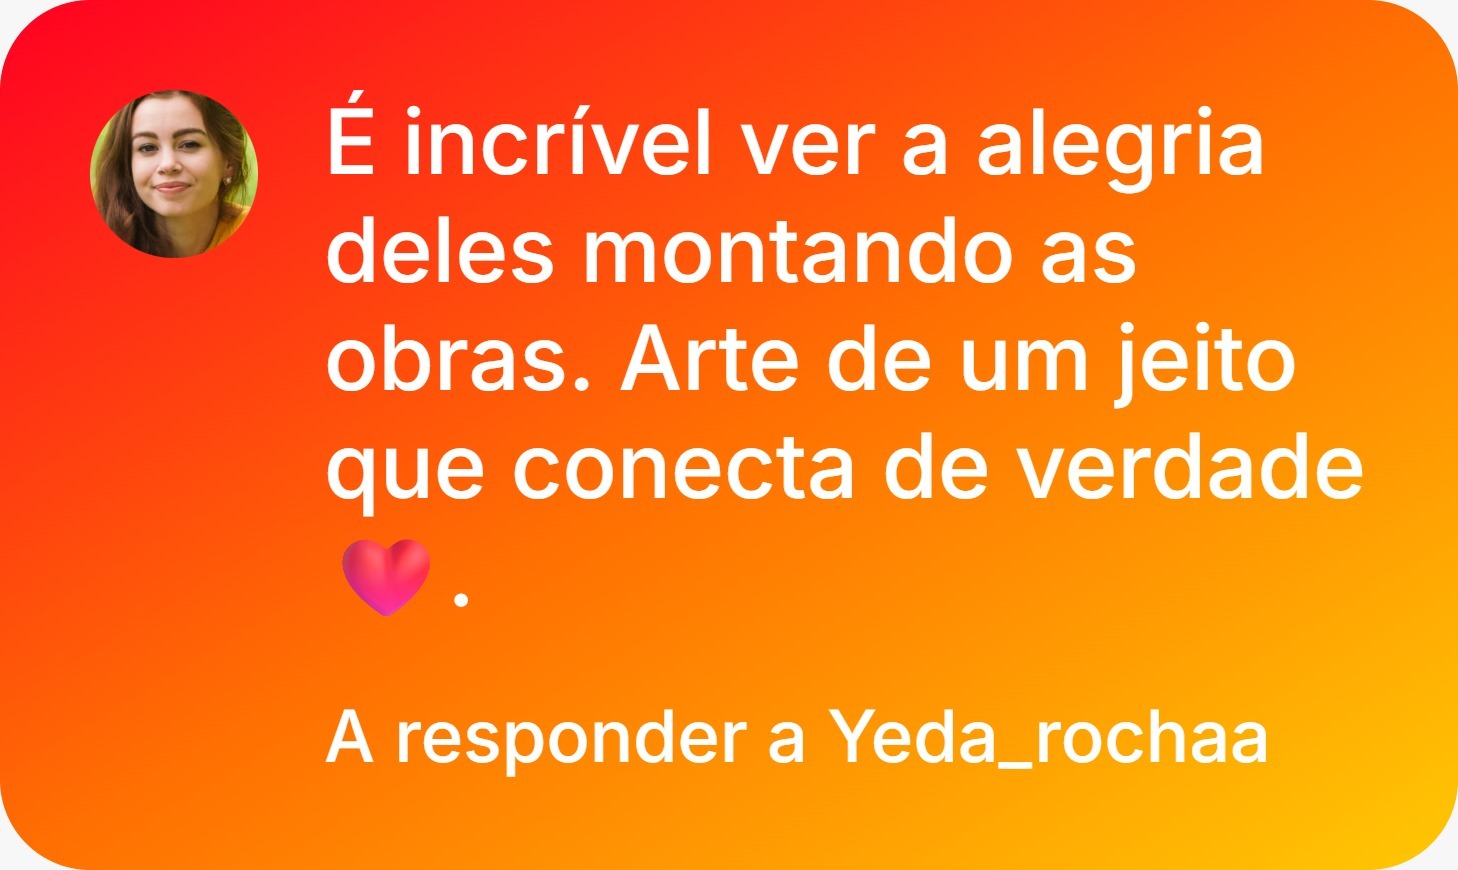 É incrível ver a alegria
deles montando as
obras. Arte de um jeito
que conecta de verdade
💗 .
A responder a Yeda_rochaa